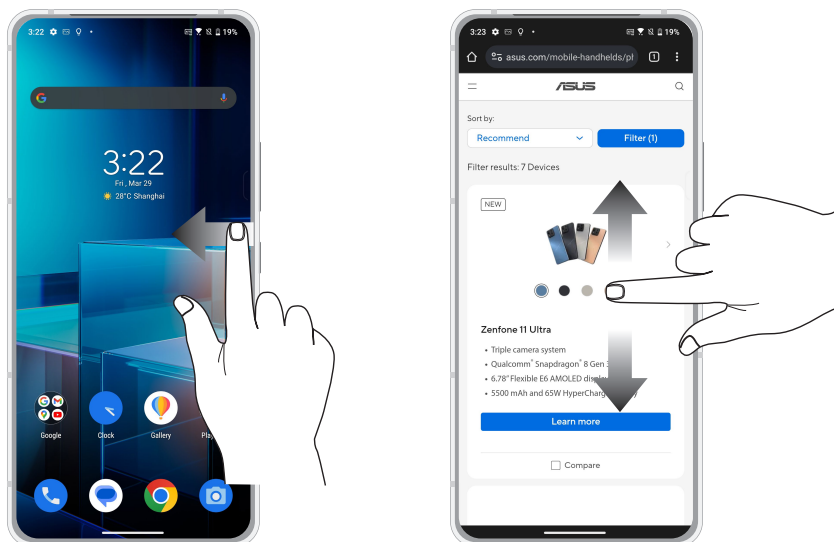 3:22
19%
3:22
Fri, Mar 29
28°C Shanghai
Google
Clock
Gallery
3:23
19%
asus.com/mobile-handhelds/pl
1
ASUS
Sort by:
Recommend
Filter (1)
Filter results: 7 Devices
NEW
Zenfone 11 Ultra
• Triple camera system
• Qualcomm® Snapdragon® 8 Gen
• 6.78” Flexible E6 AMOLED
• 5500 mAh and 65W
Learn more
Compare